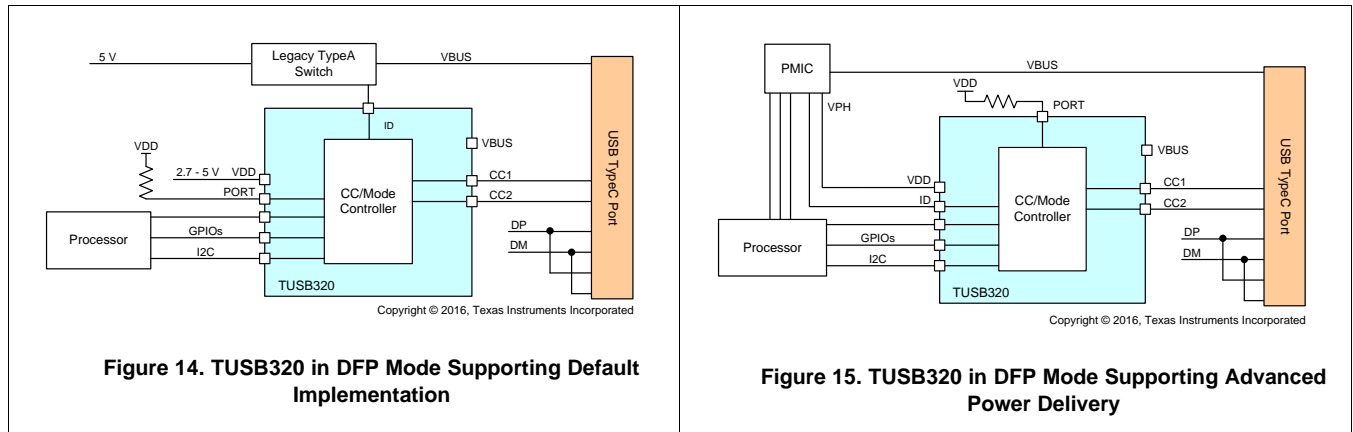 5 V
Legacy TypeA
Switch
VBUS
ID
VDD
2.7 - 5 V VDD
PORT
VBUS
CC/Mode
Controller
CC1
CC2
Processor
GPIOs
I2C
DP
DM
USB TypeC Port
TUSB320
Copyright © 2016, Texas Instruments Incorporated
Figure 14. TUSB320 in DFP Mode Supporting Default
Implementation
PMIC
VBUS
VPH
VDD
PORT
VBUS
VDD
ID
CC/Mode
Controller
CC1
CC2
Processor
GPIOs
I2C
DP
DM
USB TypeC Port
TUSB320
Copyright © 2016, Texas Instruments Incorporated
Figure 15. TUSB320 in DFP Mode Supporting Advanced
Power Delivery